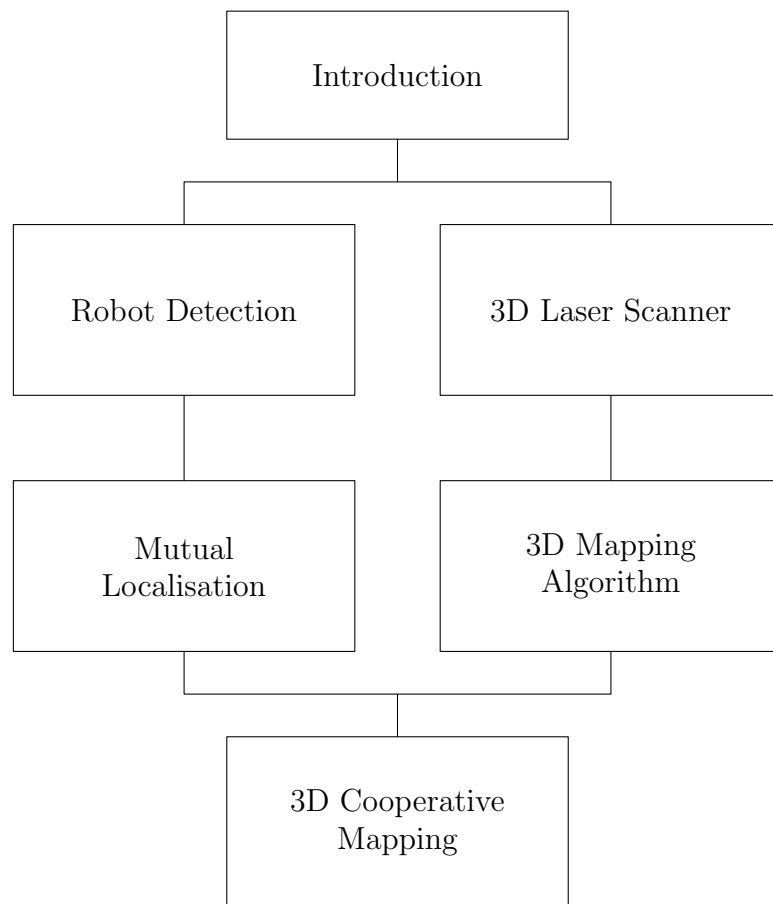 Introduction
Robot Detection
3D Laser Scanner
Mutual
Localisation
3D Mapping
Algorithm
3D Cooperative
Mapping